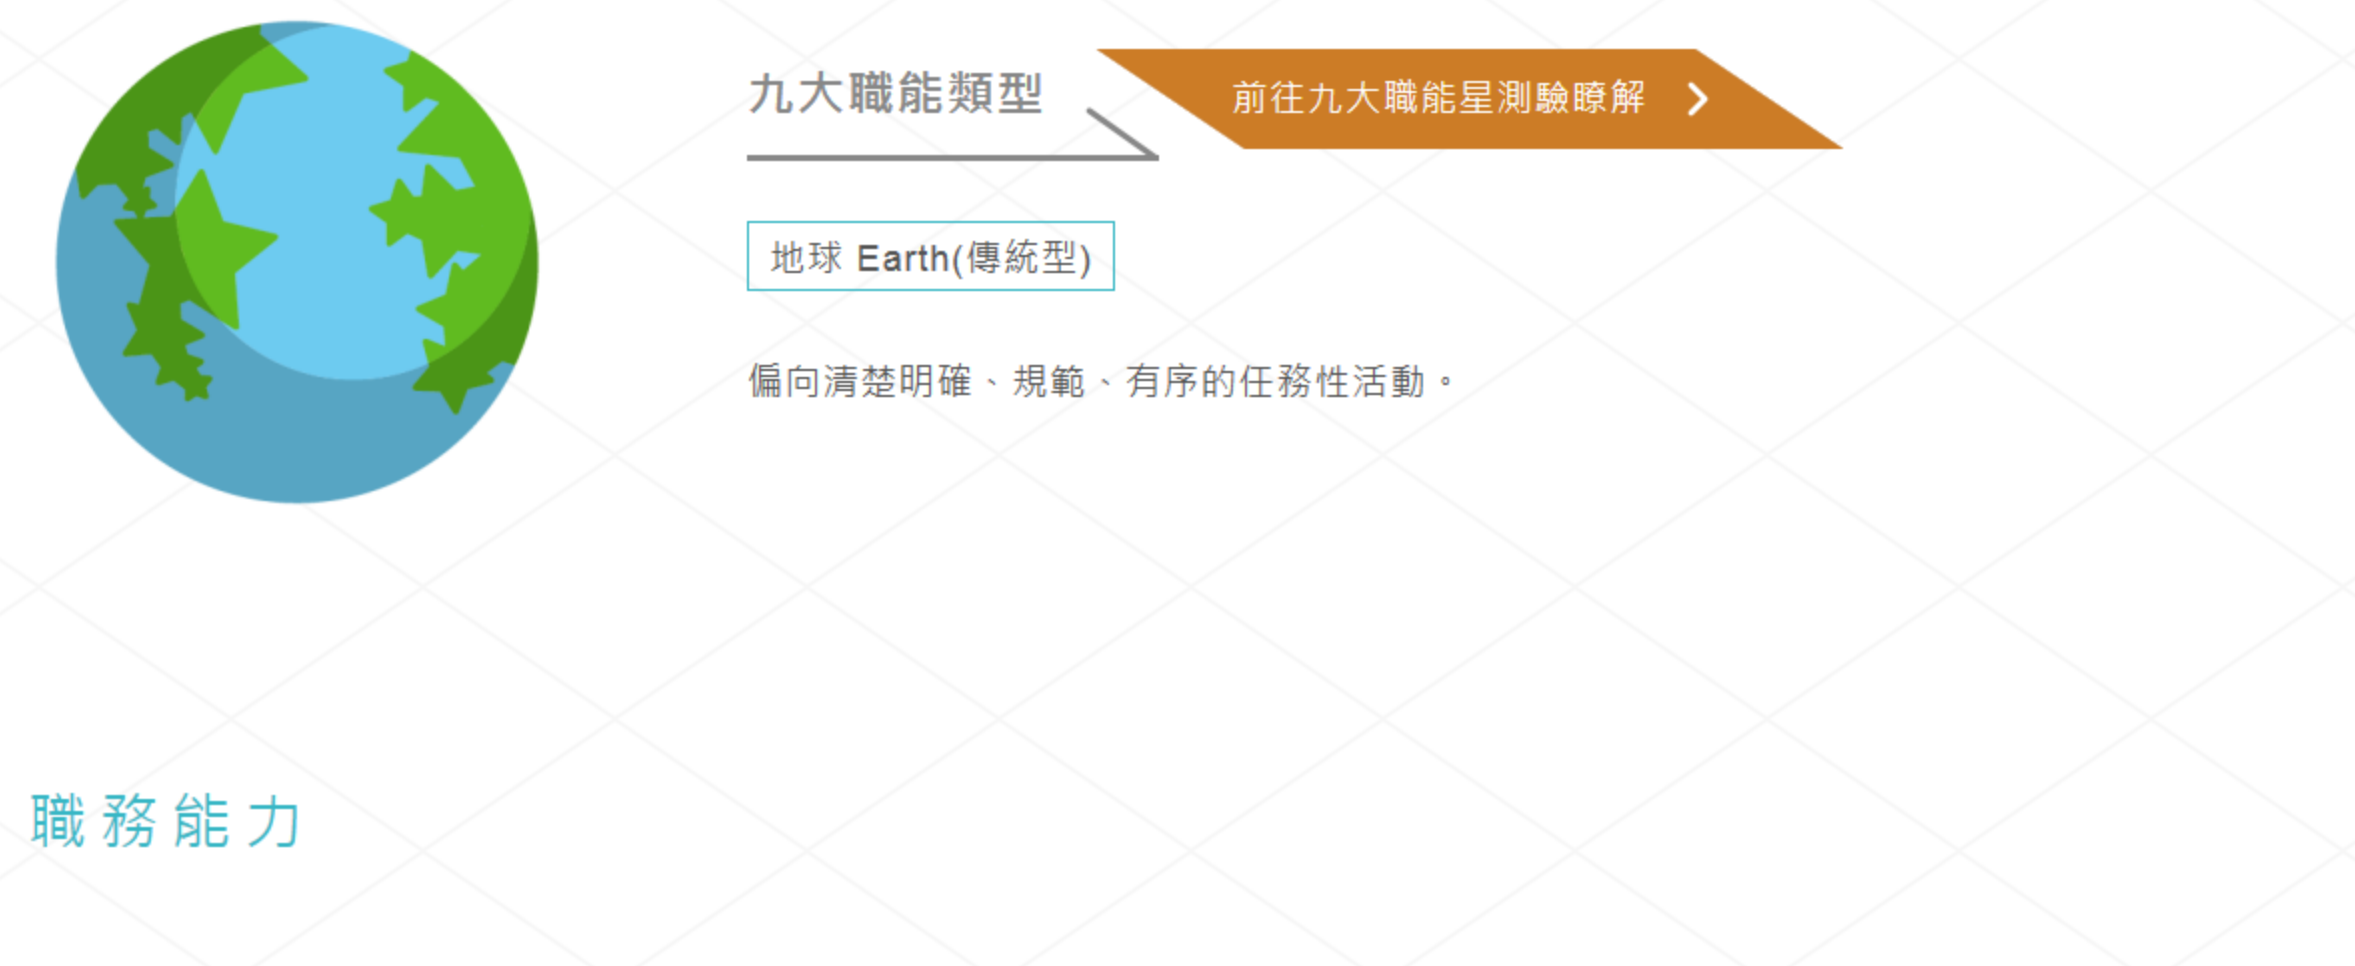 九大職能類型
前往九大職能星測驗瞭解
地球 Earth(傳統型)
偏向清楚明確、規範、有序的任務性活動。
職務能力